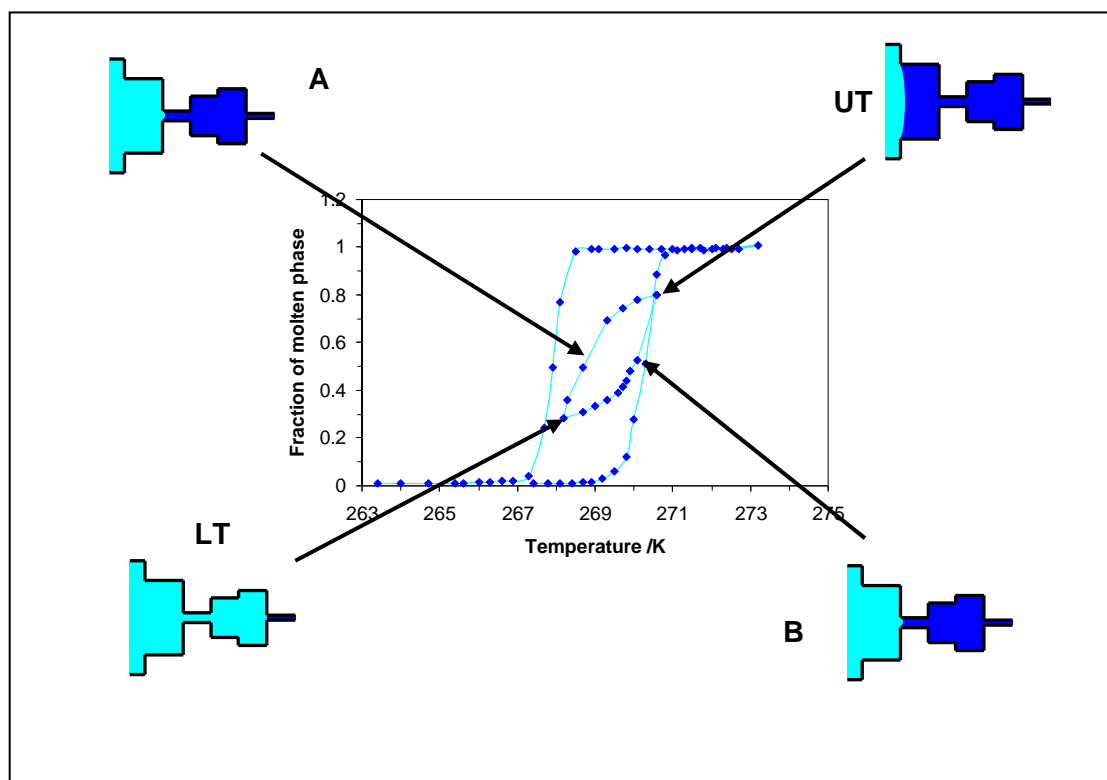 A
UT
1.2
1
0.8
0.6
0.4
0.2
0
Fraction of molten phase
263 265 267 269 271 273 275
Temperature /K
LT
B